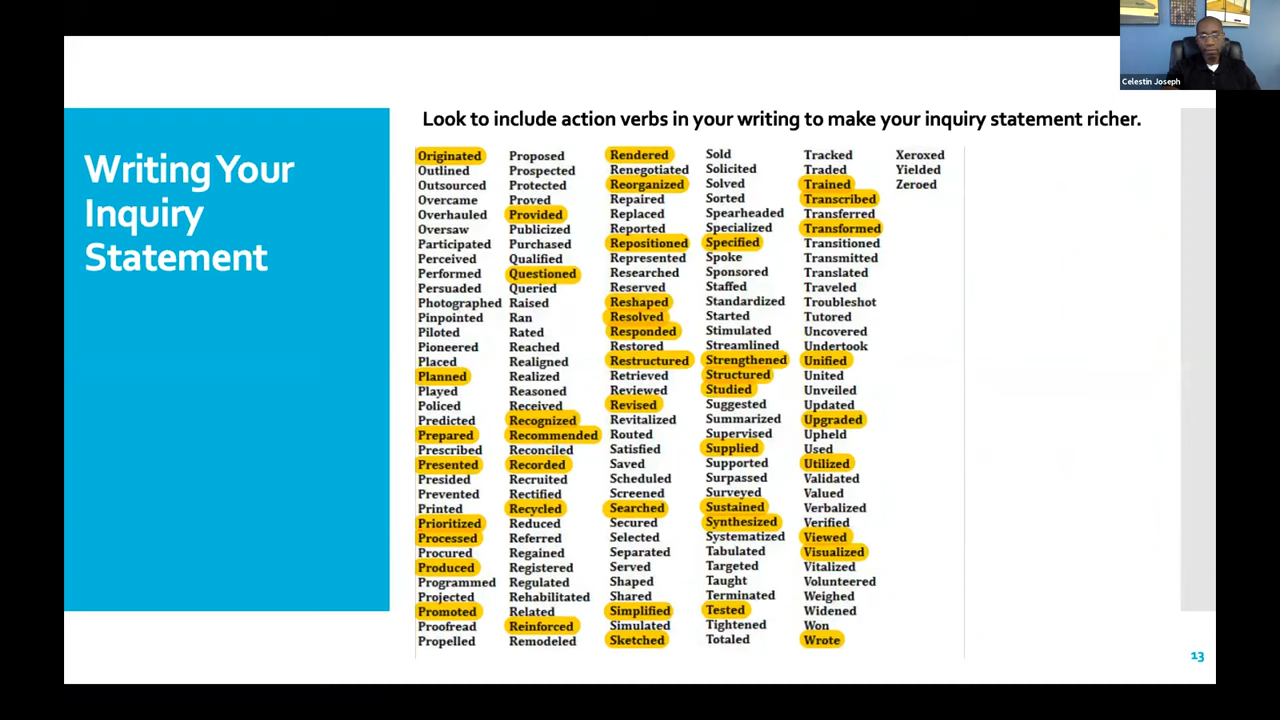 Celestin Joseph
Writing Your
Inquiry
Statement
Look to include action verbs in your writing to make your inquiry statement richer.
Originated
Outlined
Outsourced
Overcame
Overhauled
Oversaw
Participated
Perceived
Performed
Persuaded
Photographed
Pinpointed
Piloted
Pioneered
Placed
Planned
Played
Policed
Predicted
Prepared
Prescribed
Presented
Presided
Prevented
Printed
Prioritized
Processed
Procured
Produced
Programmed
Projected
Promoted
Proofread
Propelled
Proposed
Prospected
Protected
Proved
Provided
Publicized
Purchased
Qualified
Questioned
Queried
Raised
Ran
Rated
Reached
Realigned
Realized
Reasoned
Received
Recognized
Recommended
Reconciled
Recorded
Recruited
Rectified
Recycled
Reduced
Referred
Regained
Registered
Regulated
Rehabilitated
Related
Reinforced
Remodeled
Rendered
Renegotiated
Reorganized
Repaired
Replaced
Reported
Repositioned
Represented
Researched
Reserved
Reshaped
Resolved
Responded
Restored
Restructured
Retrieved
Reviewed
Revised
Revitalized
Routed
Satisfied
Saved
Scheduled
Screened
Searched
Secured
Selected
Separated
Served
Shaped
Shared
Simplified
Simulated
Sketched
Sold
Solicited
Solved
Sorted
Spearheaded
Specialized
Specified
Spoke
Sponsored
Staffed
Standardized
Started
Stimulated
Streamlined
Strengthened
Structured
Studied
Suggested
Summarized
Supervised
Supplied
Supported
Surpassed
Surveyed
Sustained
Synthesized
Systematized
Tabulated
Targeted
Taught
Terminated
Tested
Tightened
Totaled
Tracked
Traded
Trained
Transcribed
Transferred
Transformed
Transitioned
Transmitted
Translated
Traveled
Troubleshot
Tutored
Uncovered
Undertook
Unified
United
Unveiled
Updated
Upgraded
Upheld
Used
Utilized
Validated
Valued
Verbalized
Verified
Viewed
Visualized
Vitalized
Volunteered
Weighed
Widened
Won
Wrote
Xeroxed
Yielded
Zeroed
13